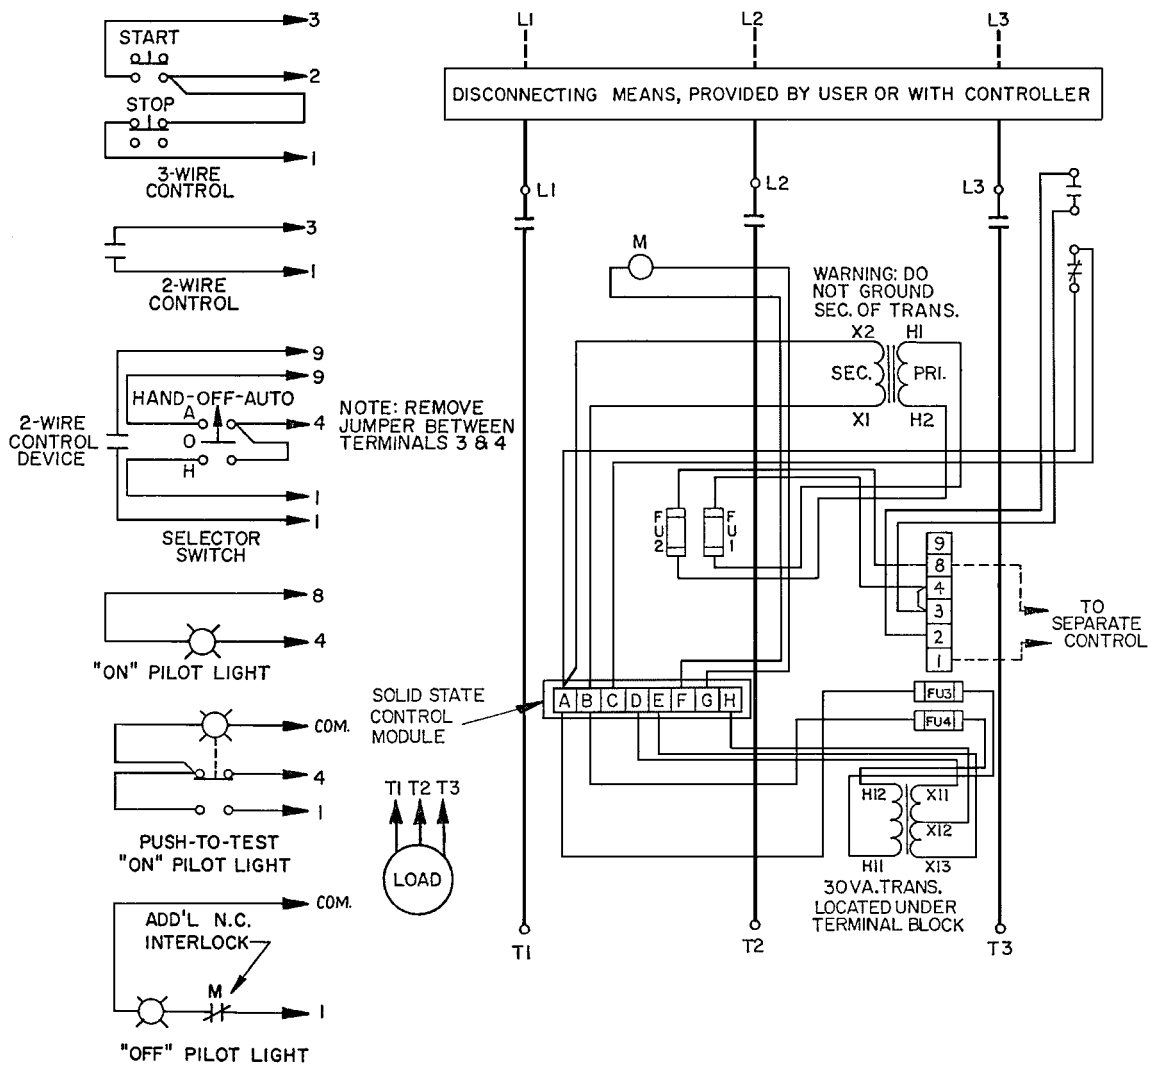 3
START
2
STOP
1
3-WIRE
CONTROL
3
1
2-WIRE
CONTROL
9
9
HAND-OFF-AUTO
A
4
O
H
2-WIRE
CONTROL
DEVICE
NOTE: REMOVE
JUMPER BETWEEN
TERMINALS 3 & 4
1
1
SELECTOR
SWITCH
8
4
"ON" PILOT LIGHT
COM.
4
1
PUSH-TO-TEST
"ON" PILOT LIGHT
COM.
ADD'L N.C.
INTERLOCK
M
1
"OFF" PILOT LIGHT
L1 L2 L3
DISCONNECTING MEANS, PROVIDED BY USER OR WITH CONTROLLER
L1 L2 L3
M
WARNING: DO
NOT GROUND
SEC. OF TRANS.
X2 H1
SEC. PRI.
X1 H2
FU2
FU1
9
8
4
3
2
1
TO
SEPARATE
CONTROL
SOLID STATE
CONTROL
MODULE
A B C D E F G H
FU3
FU4
H12 X11
X12
H11 X13
30 VA. TRANS.
LOCATED UNDER
TERMINAL BLOCK
T1 T2 T3
LOAD
T1 T2 T3